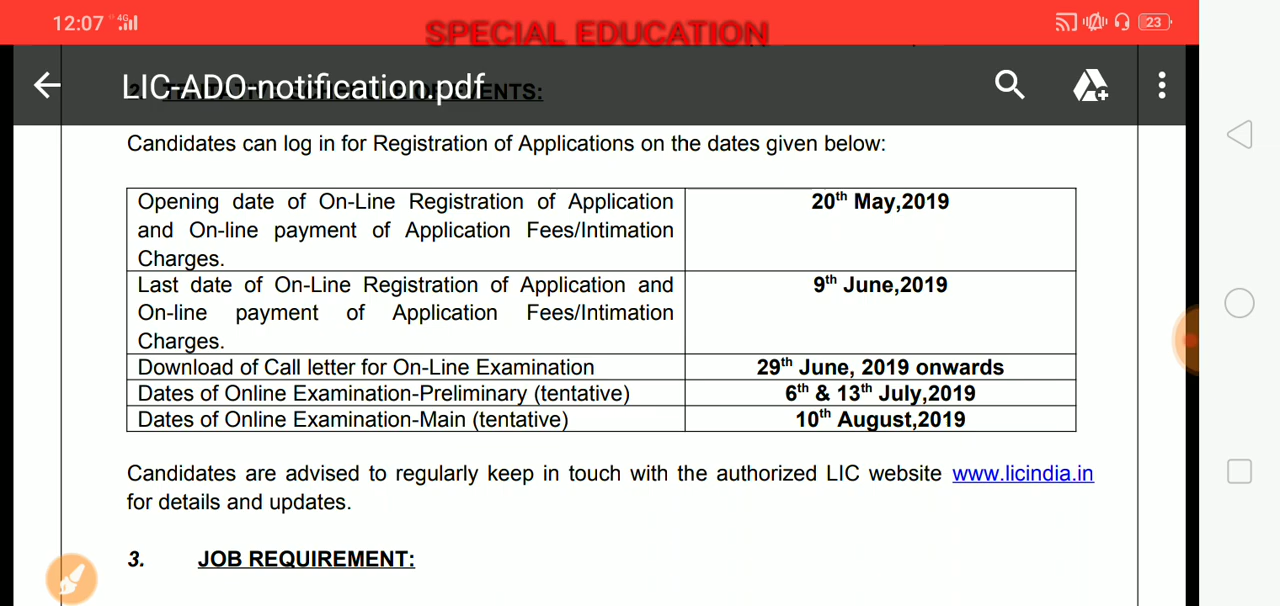 12:07 4G 23
SPECIAL EDUCATION
LIC-ADO-notification.pdf
ENTS:
Candidates can log in for Registration of Applications on the dates given below:
Opening date of On-Line Registration of Application 20th May,2019
and On-line payment of Application Fees/Intimation
Charges.
Last date of On-Line Registration of Application and 9th June,2019
On-line payment of Application Fees/Intimation
Charges.
Download of Call letter for On-Line Examination 29th June, 2019 onwards
Dates of Online Examination-Preliminary (tentative) 6th & 13th July,2019
Dates of Online Examination-Main (tentative) 10th August,2019
Candidates are advised to regularly keep in touch with the authorized LIC website www.licindia.in
for details and updates.
3. JOB REQUIREMENT: